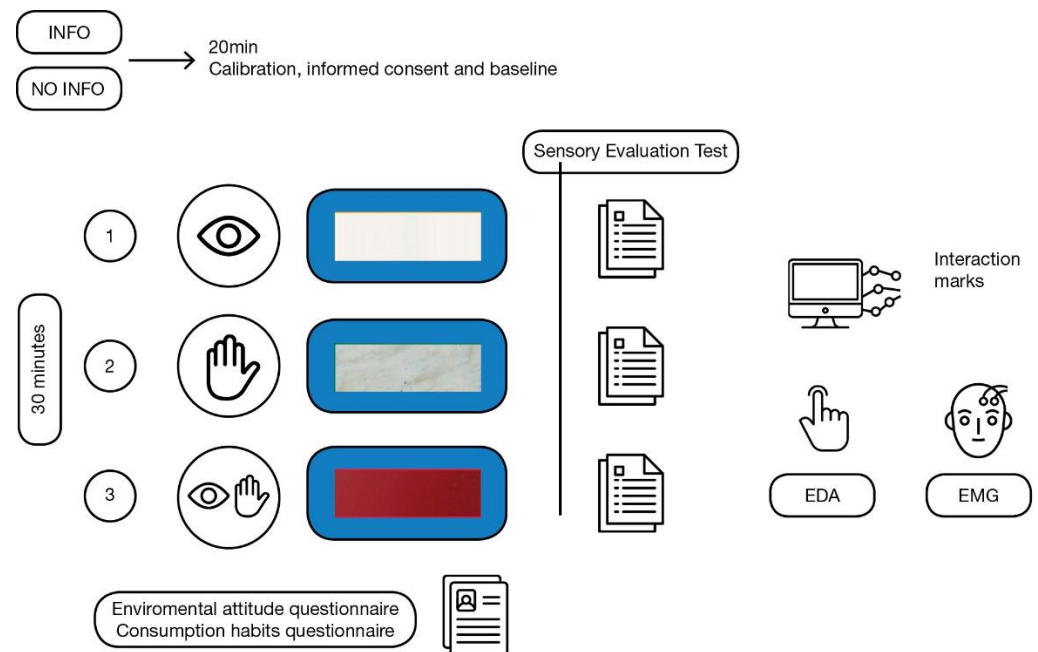 INFO
NO INFO
20min
Calibration, informed consent and baseline
Sensory Evaluation Test
30 minutes
1
2
3
Interaction
marks
EDA
EMG
Enviromental attitude questionnaire
Consumption habits questionnaire